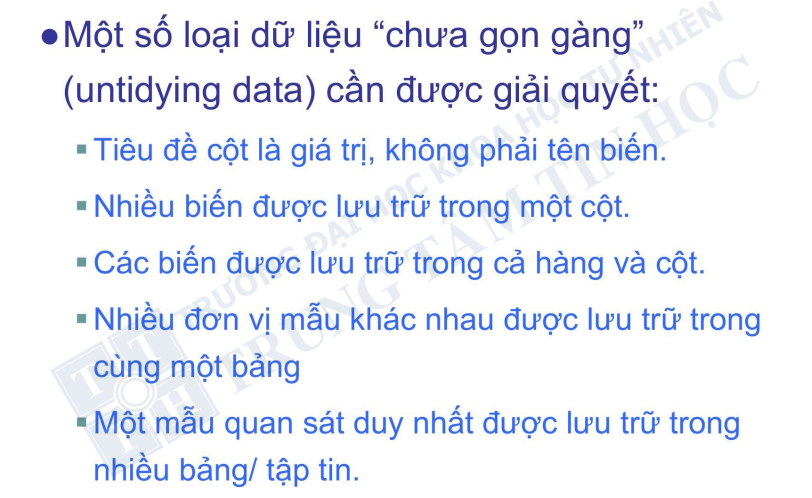 ●Một số loại dữ liệu “chưa gọn gàng”
(untidying data) cần được giải quyết:
▪Tiêu đề cột là giá trị, không phải tên biến.
▪Nhiều biến được lưu trữ trong một cột.
▪Các biến được lưu trữ trong cả hàng và cột.
▪Nhiều đơn vị mẫu khác nhau được lưu trữ trong
cùng một bảng
▪Một mẫu quan sát duy nhất được lưu trữ trong
nhiều bảng/ tập tin.
TRƯỜNG ĐẠI HỌC KHOA HỌC TỰ NHIÊN
TRUNG TÂM TIN HỌC